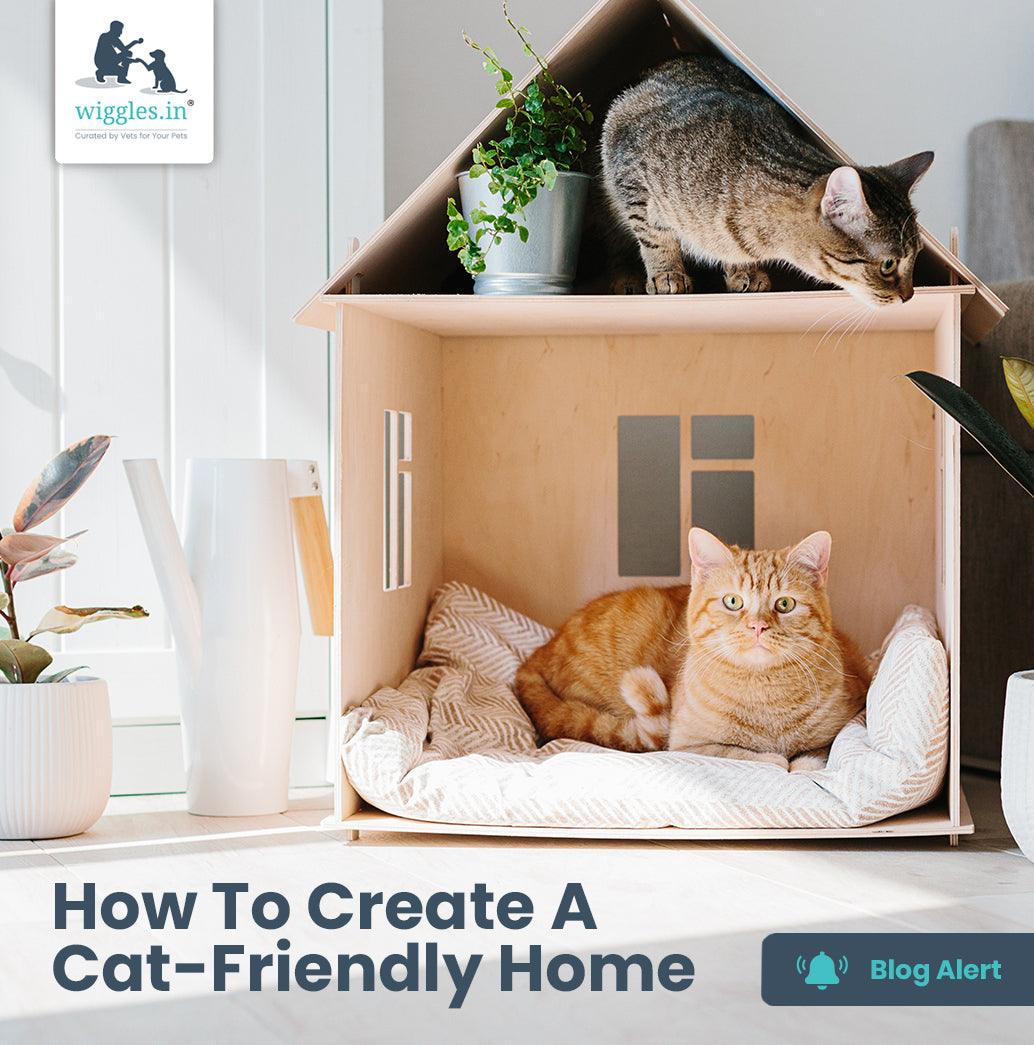 wiggles.in®
Curated by Vets for Your Pets
How To Create A
Cat-Friendly Home
Blog Alert